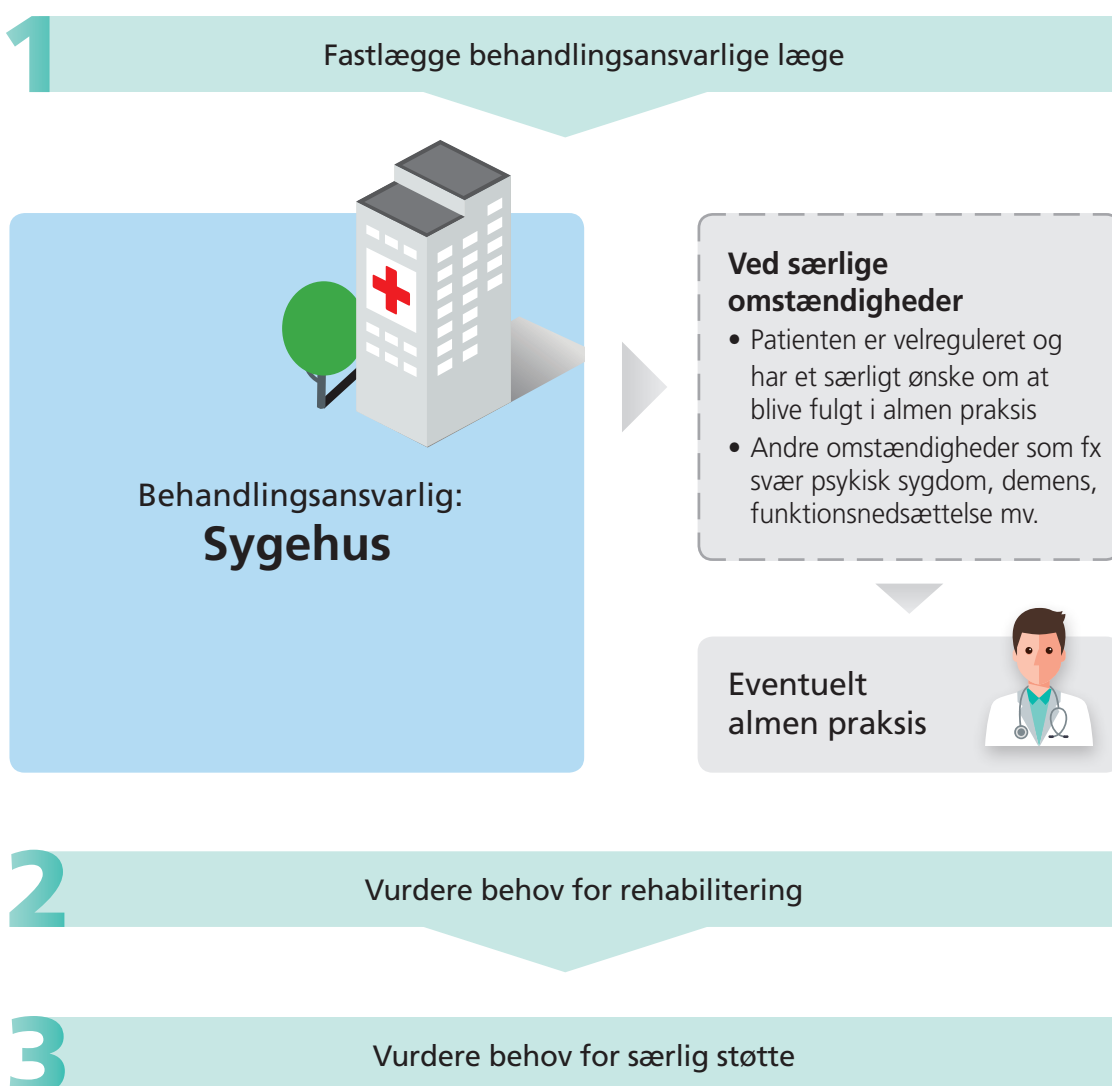 1
Fastlægge behandlingsansvarlige læge
Behandlingsansvarlig:
Sygehus
Ved særlige
omstændigheder
• Patienten er velreguleret og
har et særligt ønske om at
blive fulgt i almen praksis
• Andre omstændigheder som fx
svær psykisk sygdom, demens,
funktionsnedsættelse mv.
Eventuelt
almen praksis
2
Vurdere behov for rehabilitering
3
Vurdere behov for særlig støtte